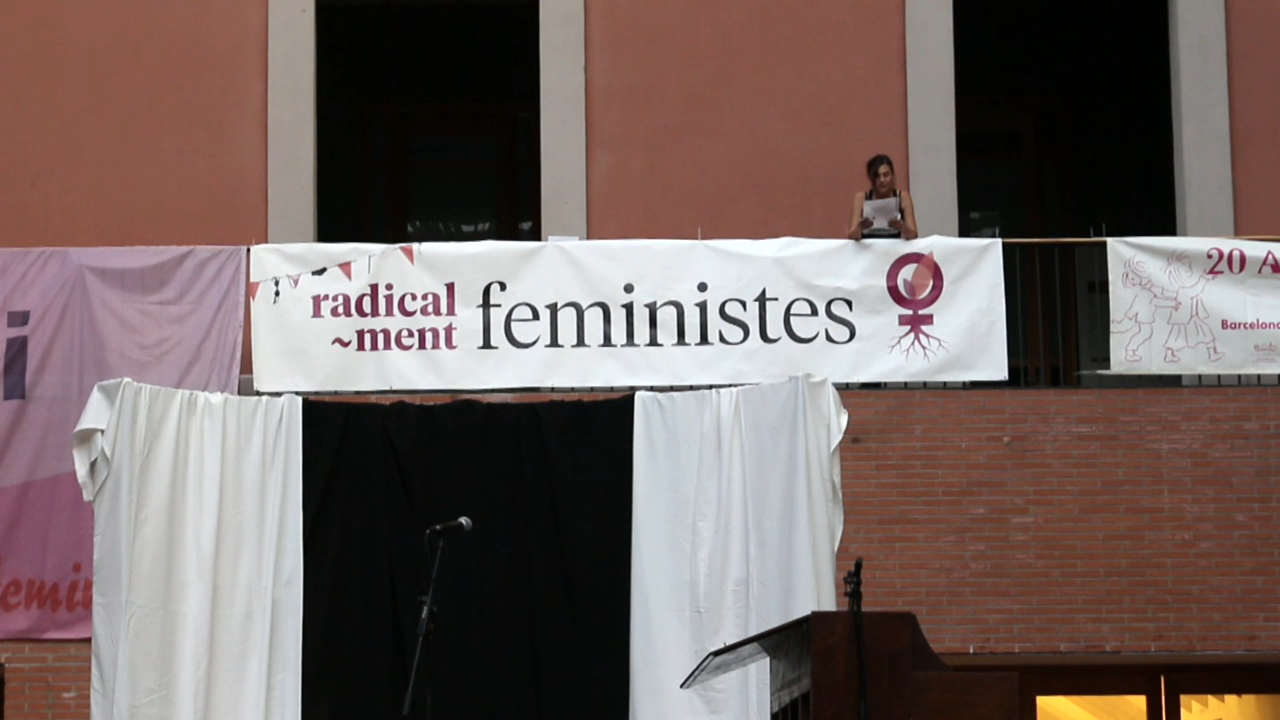 radical
~ment
feministes
20 A
Barcelona